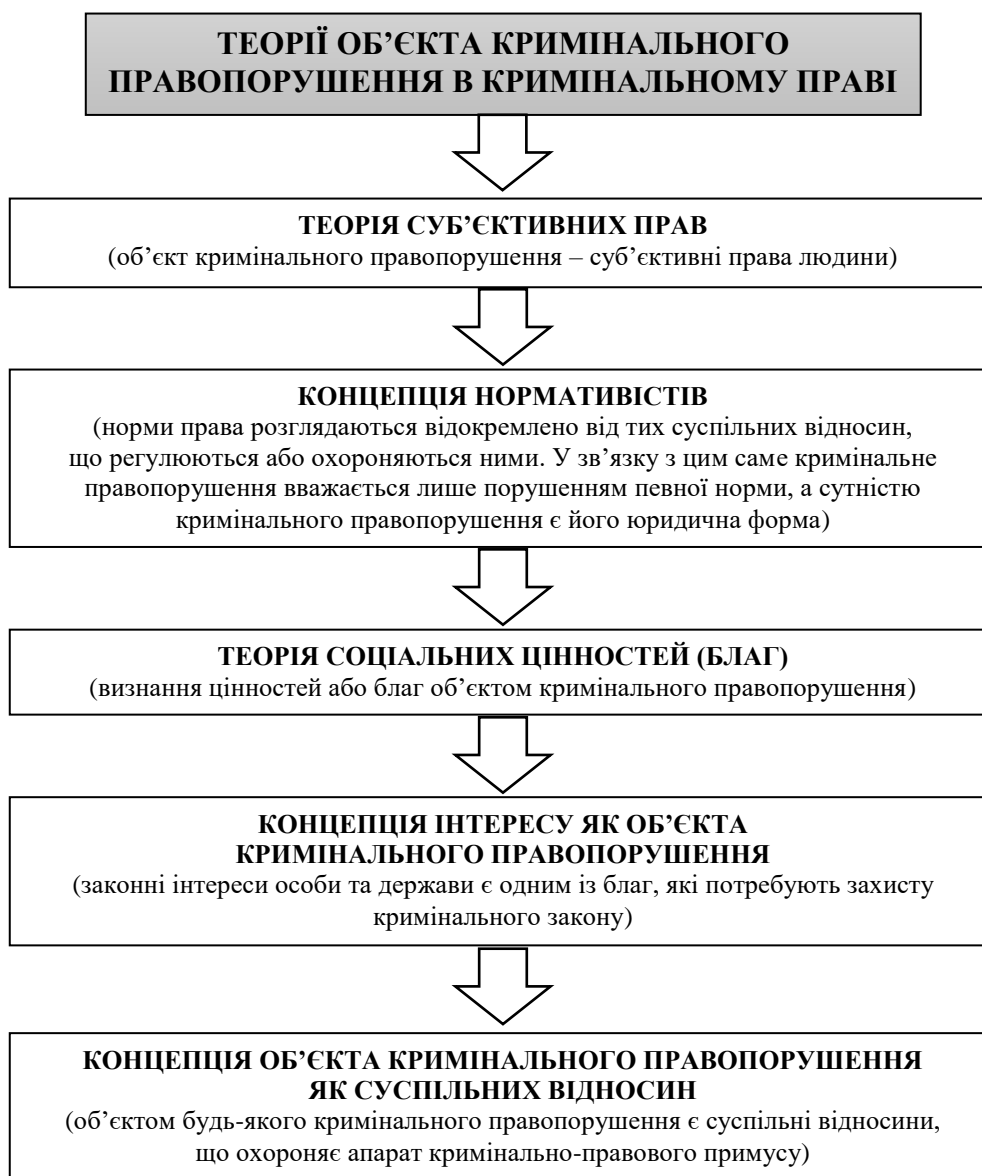 ТЕОРІЇ ОБ’ЄКТА КРИМІНАЛЬНОГО
ПРАВОПОРУШЕННЯ В КРИМІНАЛЬНОМУ ПРАВІ
ТЕОРІЯ СУБ’ЄКТИВНИХ ПРАВ
(об’єкт кримінального правопорушення – суб’єктивні права людини)
КОНЦЕПЦІЯ НОРМАТИВІСТІВ
(норми права розглядаються відокремлено від тих суспільних відносин,
що регулюються або охороняються ними. У зв’язку з цим саме кримінальне
правопорушення вважається лише порушенням певної норми, а сутністю
кримінального правопорушення є його юридична форма)
ТЕОРІЯ СОЦІАЛЬНИХ ЦІННОСТЕЙ (БЛАГ)
(визнання цінностей або благ об’єктом кримінального правопорушення)
КОНЦЕПЦІЯ ІНТЕРЕСУ ЯК ОБ’ЄКТА
КРИМІНАЛЬНОГО ПРАВОПОРУШЕННЯ
(законні інтереси особи та держави є одним із благ, які потребують захисту
кримінального закону)
КОНЦЕПЦІЯ ОБ’ЄКТА КРИМІНАЛЬНОГО ПРАВОПОРУШЕННЯ
ЯК СУСПІЛЬНИХ ВІДНОСИН
(об’єктом будь-якого кримінального правопорушення є суспільні відносини,
що охороняє апарат кримінально-правового примусу)